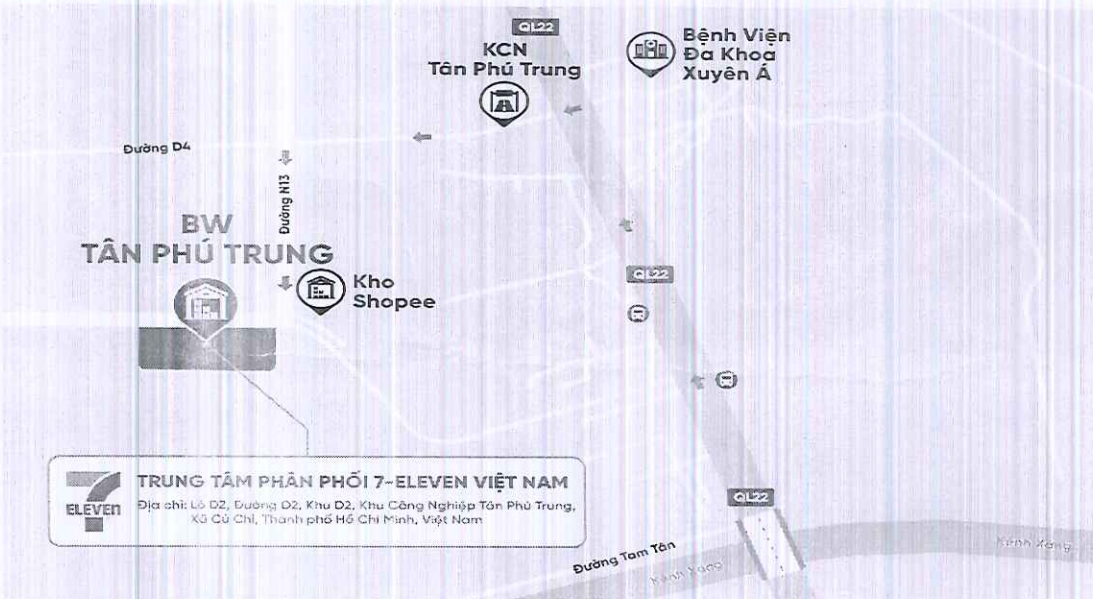 QL22
KCN
Tân Phú Trung
Bệnh Viện
Đa Khoa
Xuyên Á
Đường D4
Đường N13
BW
TÂN PHÚ TRUNG
Kho
Shopee
QL22
7
ELEVEN
TRUNG TÂM PHÂN PHỐI 7-ELEVEN VIỆT NAM
Địa chỉ: Lô D2, Đường D2, Khu D2, Khu Công Nghiệp Tân Phú Trung,
Xã Củ Chi, Thành phố Hồ Chí Minh, Việt Nam
QL22
Đường Tam Tân
Kênh Xáng
Kênh Xáng